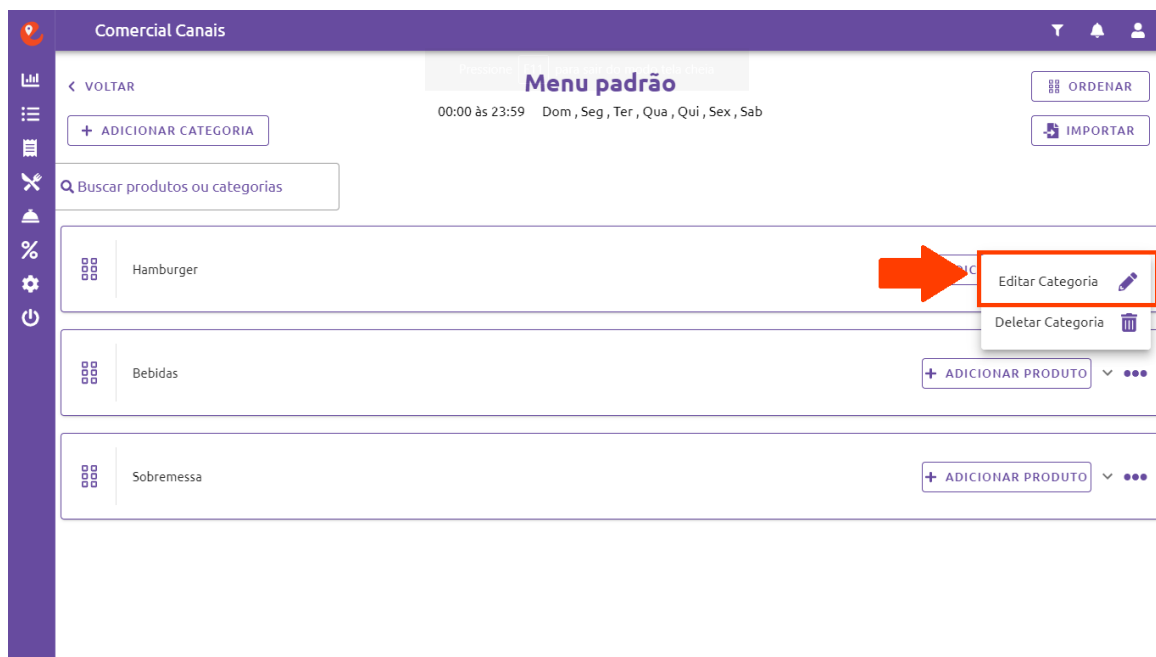 Comercial Canais
VOLTAR
Menu padrão
ORDENAR
00:00 às 23:59 Dom , Seg , Ter , Qua , Qui , Sex , Sab
+ ADICIONAR CATEGORIA
IMPORTAR
Buscar produtos ou categorias
Hamburger
Editar Categoria
Deletar Categoria
Bebidas
+ ADICIONAR PRODUTO
Sobremessa
+ ADICIONAR PRODUTO